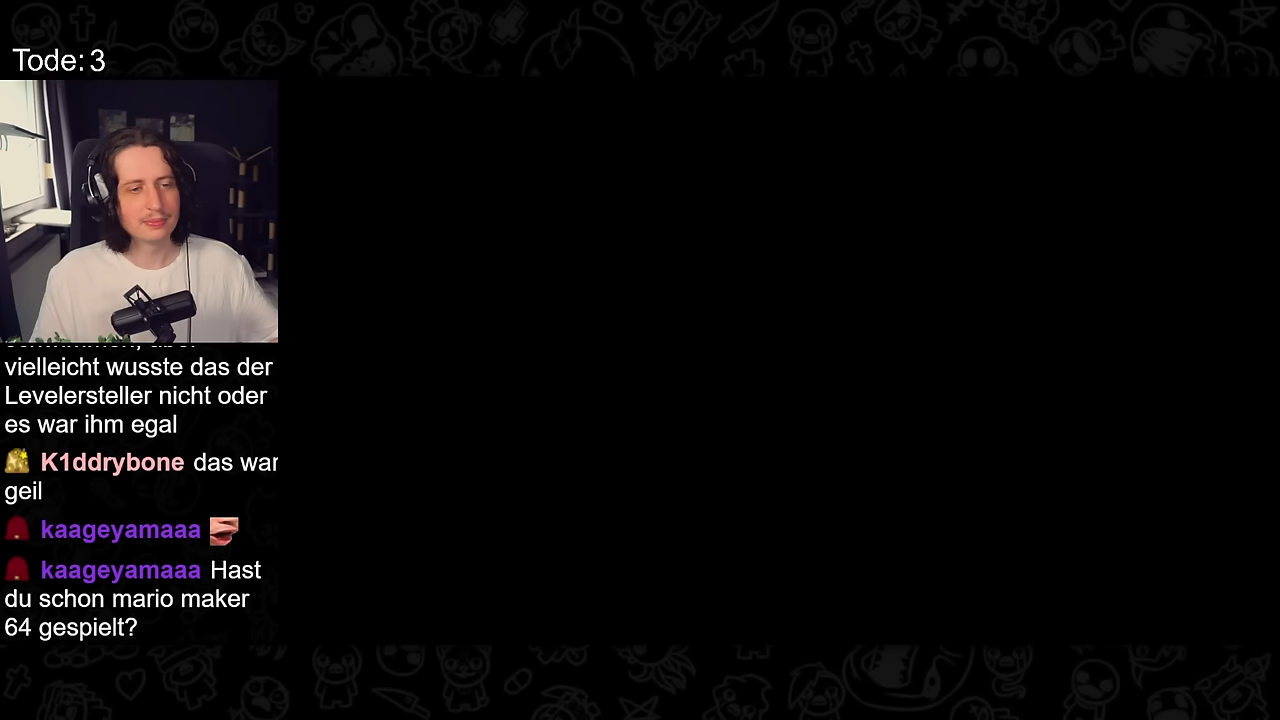 Tode: 3
vielleicht wusste das der
Levelersteller nicht oder
es war ihm egal
K1ddrybone das war
geil
kaageyamaaa
kaageyamaaa Hast
du schon mario maker
64 gespielt?